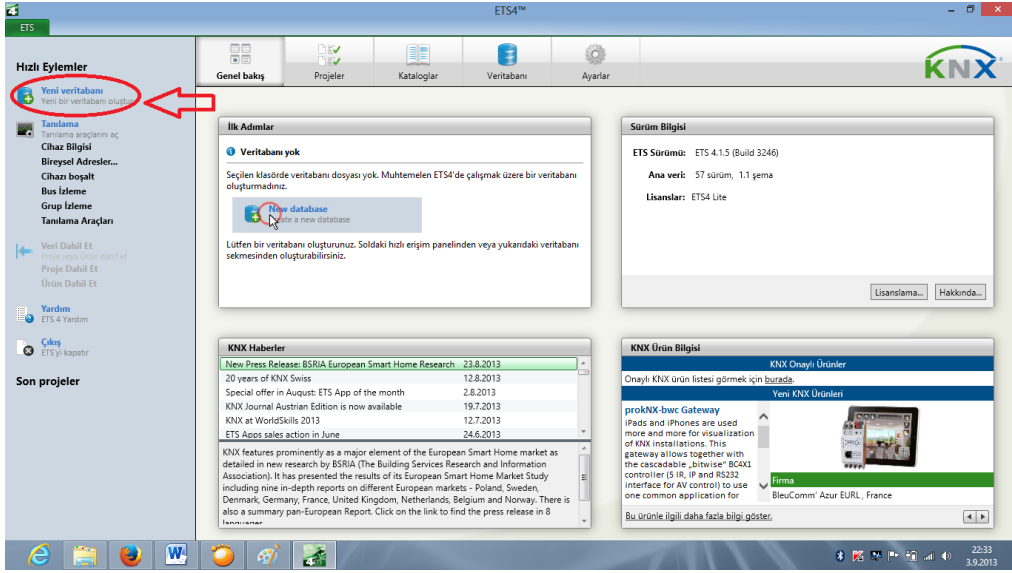 ETS4™
ETS
Hızlı Eylemler
Yeni veritabanı
Yeni bir veritabanı oluştur
Tanılama
Tanılama araçlarını aç
Cihaz Bilgisi
Bireysel Adresler...
Cihazı boşalt
Bus İzleme
Grup İzleme
Tanılama Araçları
Veri Dahil Et
Proje veya Ürün dahil et
Proje Dahil Et
Ürün Dahil Et
Yardım
ETS 4 Yardım
Çıkış
ETS'yi kapatır
Son projeler
Genel bakış
Projeler
Kataloglar
Veritabanı
Ayarlar
KNX
İlk Adımlar
Veritabanı yok
Seçilen klasörde veritabanı dosyası yok. Muhtemelen ETS4'de çalışmak üzere bir veritabanı
oluşturmadınız.
New database
a new database
Lütfen bir veritabanı oluşturunuz. Soldaki hızlı erişim panelinden veya yukarıdaki veritabanı
sekmesinden oluşturabilirsiniz.
Sürüm Bilgisi
ETS Sürümü: ETS 4.1.5 (Build 3246)
Ana veri: 57 sürüm, 1.1 şema
Lisanslar: ETS4 Lite
Lisanslama...
Hakkında...
KNX Haberler
New Press Release: BSRIA European Smart Home Research 23.8.2013
20 years of KNX Swiss 12.8.2013
Special offer in August: ETS App of the month 2.8.2013
KNX Journal Austrian Edition is now available 19.7.2013
KNX at WorldSkills 2013 12.7.2013
ETS Apps sales action in June 24.6.2013
KNX features prominently as a major element of the European Smart Home market as
detailed in new research by BSRIA (The Building Services Research and Information
Association). It has presented the results of its European Smart Home Market Study
including nine in-depth reports on different European markets - Poland, Sweden,
Denmark, Germany, France, United Kingdom, Netherlands, Belgium and Norway. There is
also a summary pan-European Report. Click on the link to find the press release in 8
languages
KNX Ürün Bilgisi
KNX Onaylı Ürünler
Onaylı KNX ürün listesi görmek için burada.
Yeni KNX Ürünleri
prokNX-bwc Gateway
iPads and iPhones are used
more and more for visualization
of KNX installations. This
gateway allows together with
the cascadable „bitwise" BC4X1
controller (5 IR, IP and RS232
interface for AV control) to use
one common application for
Firma
BleuComm' Azur EURL, France
Bu ürünle ilgili daha fazla bilgi göster.
22:33
3.9.2013